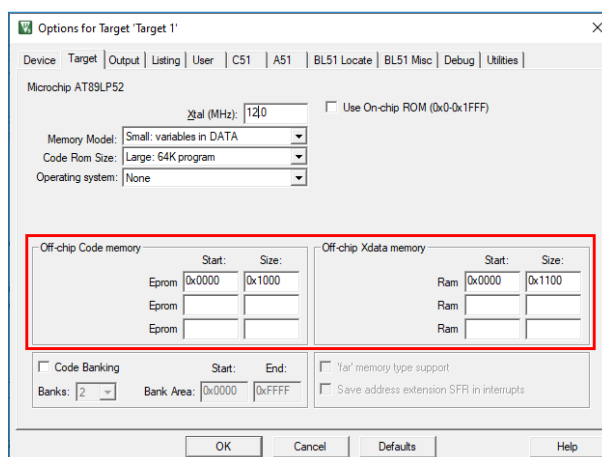 Options for Target 'Target 1'
Device Target Output Listing User C51 A51 BL51 Locate BL51 Misc Debug Utilities
Microchip AT89LP52
Xtal (MHz): 12.0
Use On-chip ROM (0x0-0x1FFF)
Memory Model: Small: variables in DATA
Code Rom Size: Large: 64K program
Operating system: None
Off-chip Code memory
Start: Size:
Eprom 0x0000 0x1000
Eprom
Eprom
Off-chip Xdata memory
Start: Size:
Ram 0x0000 0x1100
Ram
Ram
Code Banking Start: End:
Banks: 2 Bank Area: 0x0000 0xFFFF
'far' memory type support
Save address extension SFR in interrupts
OK Cancel Defaults Help